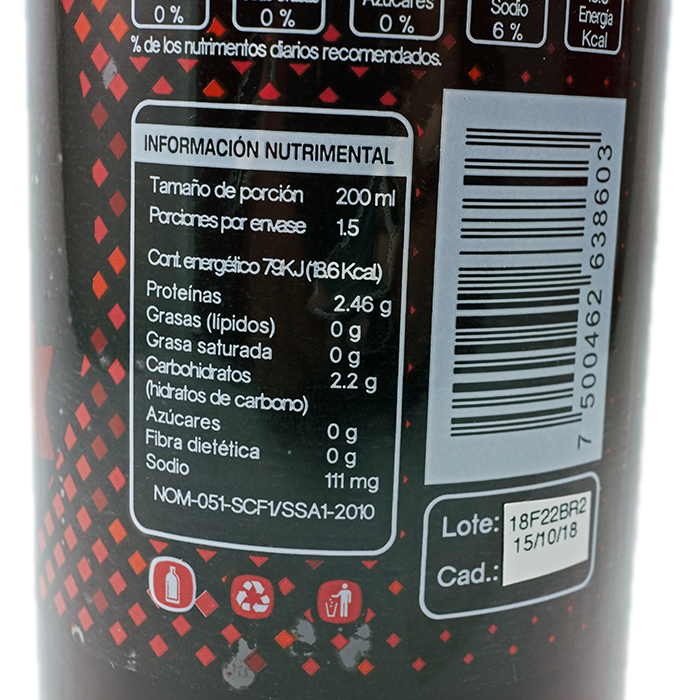 0 %
0 %
Azúcares
0 %
Sodio
6 %
Energía
Kcal
% de los nutrimentos diarios recomendados.
INFORMACIÓN NUTRIMENTAL
Tamaño de porción 200 ml
Porciones por envase 1.5
Cont. energético 79KJ (18.6 Kcal)
Proteínas 2.46 g
Grasas (lípidos) 0 g
Grasa saturada 0 g
Carbohidratos 2.2 g
(hidratos de carbono)
Azúcares 0 g
Fibra dietética 0 g
Sodio 111 mg
NOM-051-SCF1/SSA1-2010
7 500462 638603
Lote: 18F22BR2
15/10/18
Cad.: